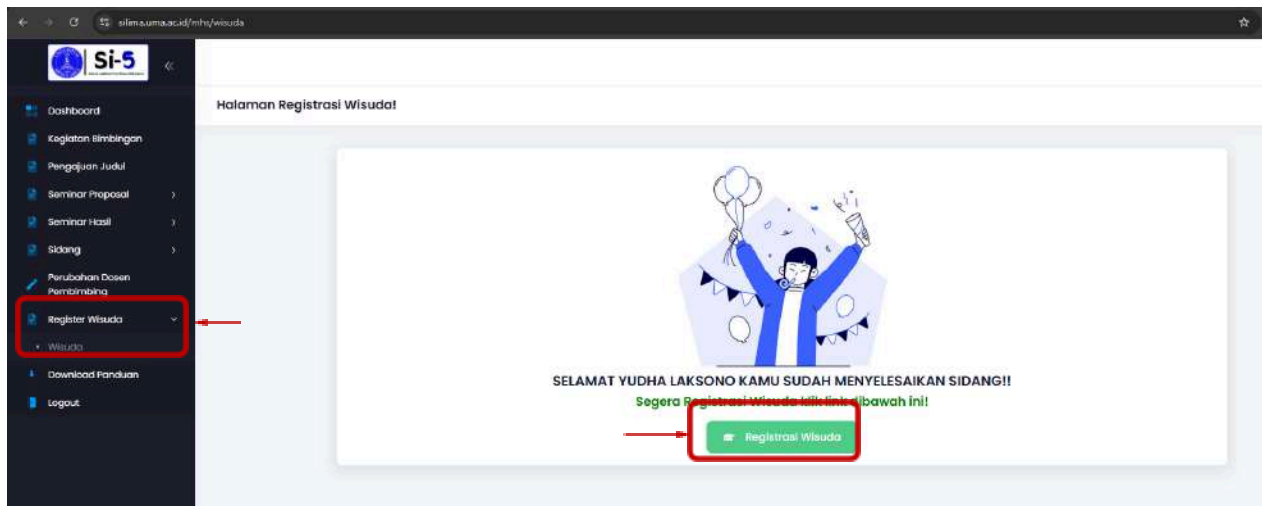 silima.uma.ac.id/mhs/wisuda
Si-5
Dashboard
Kegiatan Bimbingan
Pengajuan Judul
Seminar Proposal
Seminar Hasil
Sidang
Perubahan Dosen
Pembimbing
Register Wisuda
Wisuda
Download Panduan
Logout
Halaman Registrasi Wisuda!
SELAMAT YUDHA LAKSONO KAMU SUDAH MENYELESAIKAN SIDANG!!
Segera Registrasi Wisuda klik link dibawah ini!
Registrasi Wisuda